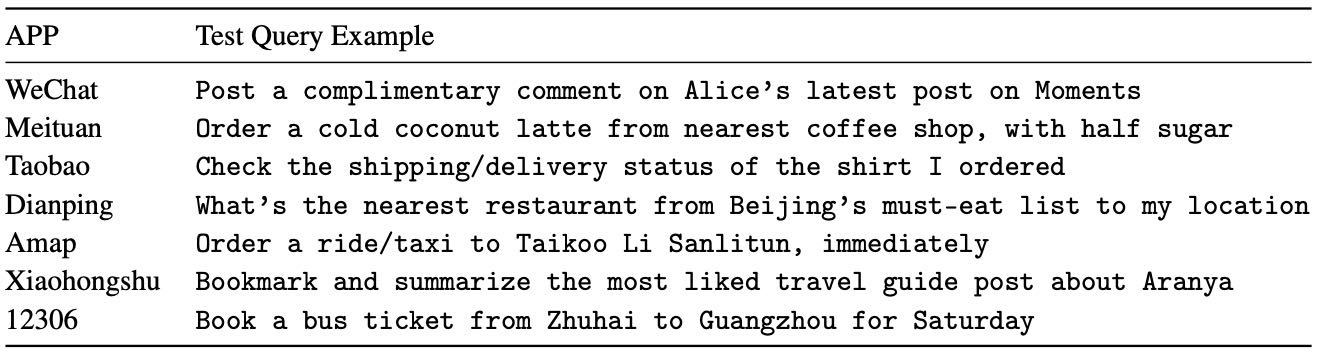 APP Test Query Example
WeChat Post a complimentary comment on Alice’s latest post on Moments
Meituan Order a cold coconut latte from nearest coffee shop, with half sugar
Taobao Check the shipping/delivery status of the shirt I ordered
Dianping What’s the nearest restaurant from Beijing’s must-eat list to my location
Amap Order a ride/taxi to Taikoo Li Sanlitun, immediately
Xiaohongshu Bookmark and summarize the most liked travel guide post about Aranya
12306 Book a bus ticket from Zhuhai to Guangzhou for Saturday